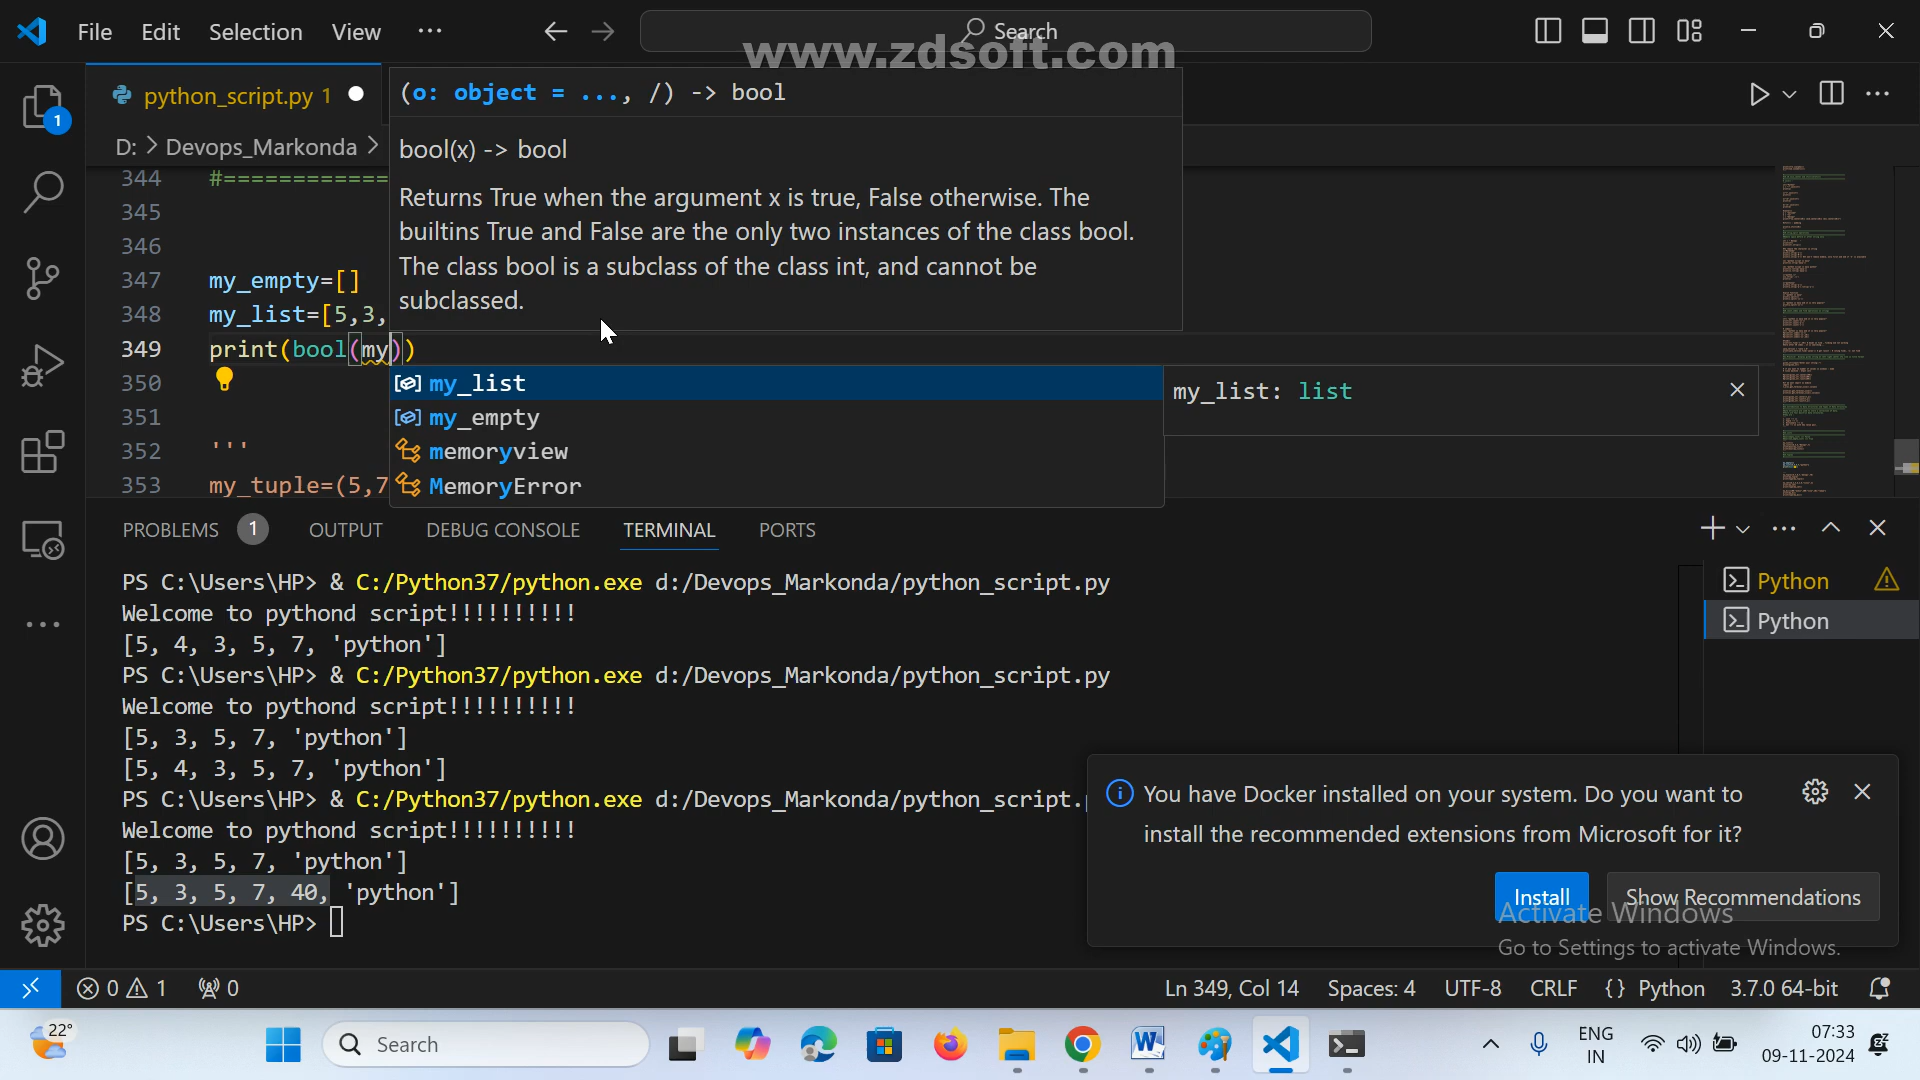 File Edit Selection View ... Search
www.zdsoft.com
python_script.py 1
(o: object = ..., /) -> bool
D: > Devops_Markonda >
bool(x) -> bool
Returns True when the argument x is true, False otherwise. The
builtins True and False are the only two instances of the class bool.
The class bool is a subclass of the class int, and cannot be
subclassed.
344 #============
345
346
347 my_empty=[]
348 my_list=[5,3,
349 print(bool(my))
350
351
352 '''
353 my_tuple=(5,7
my_list
my_empty
memoryview
MemoryError
my_list: list
PROBLEMS 1 OUTPUT DEBUG CONSOLE TERMINAL PORTS
PS C:\Users\HP> & C:/Python37/python.exe d:/Devops_Markonda/python_script.py
Welcome to pythond script!!!!!!!!!!
[5, 4, 3, 5, 7, 'python']
PS C:\Users\HP> & C:/Python37/python.exe d:/Devops_Markonda/python_script.py
Welcome to pythond script!!!!!!!!!!
[5, 3, 5, 7, 'python']
[5, 4, 3, 5, 7, 'python']
PS C:\Users\HP> & C:/Python37/python.exe d:/Devops_Markonda/python_script.
Welcome to pythond script!!!!!!!!!!
[5, 3, 5, 7, 'python']
[5, 3, 5, 7, 40, 'python']
PS C:\Users\HP>
Python
Python
You have Docker installed on your system. Do you want to
install the recommended extensions from Microsoft for it?
Install Show Recommendations
Activate Windows
Go to Settings to activate Windows.
1
0 1 0 Ln 349, Col 14 Spaces: 4 UTF-8 CRLF {} Python 3.7.0 64-bit
22° Search ENG IN 07:33
09-11-2024